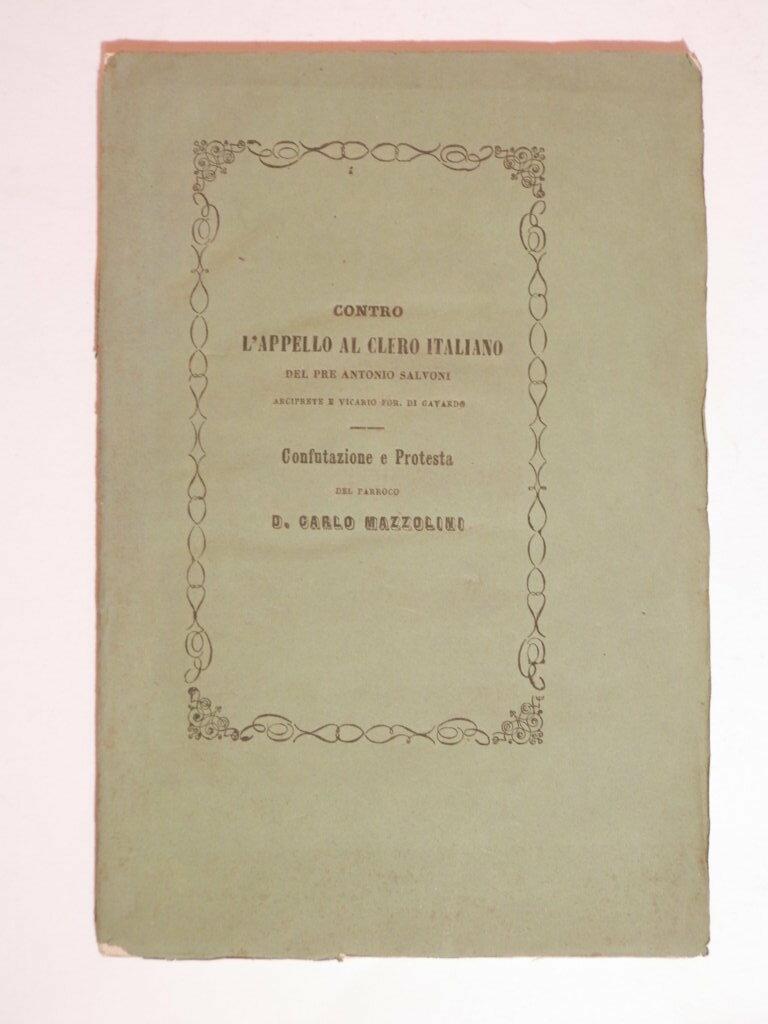 CONTRO
L'APPELLO AL CLERO ITALIANO
DEL PRE ANTONIO SALVONI
ARCIPRETE E VICARIO FOR. DI GAVARDO
Confutazione e Protesta
DEL PARROCO
D. CARLO MAZZOLINI